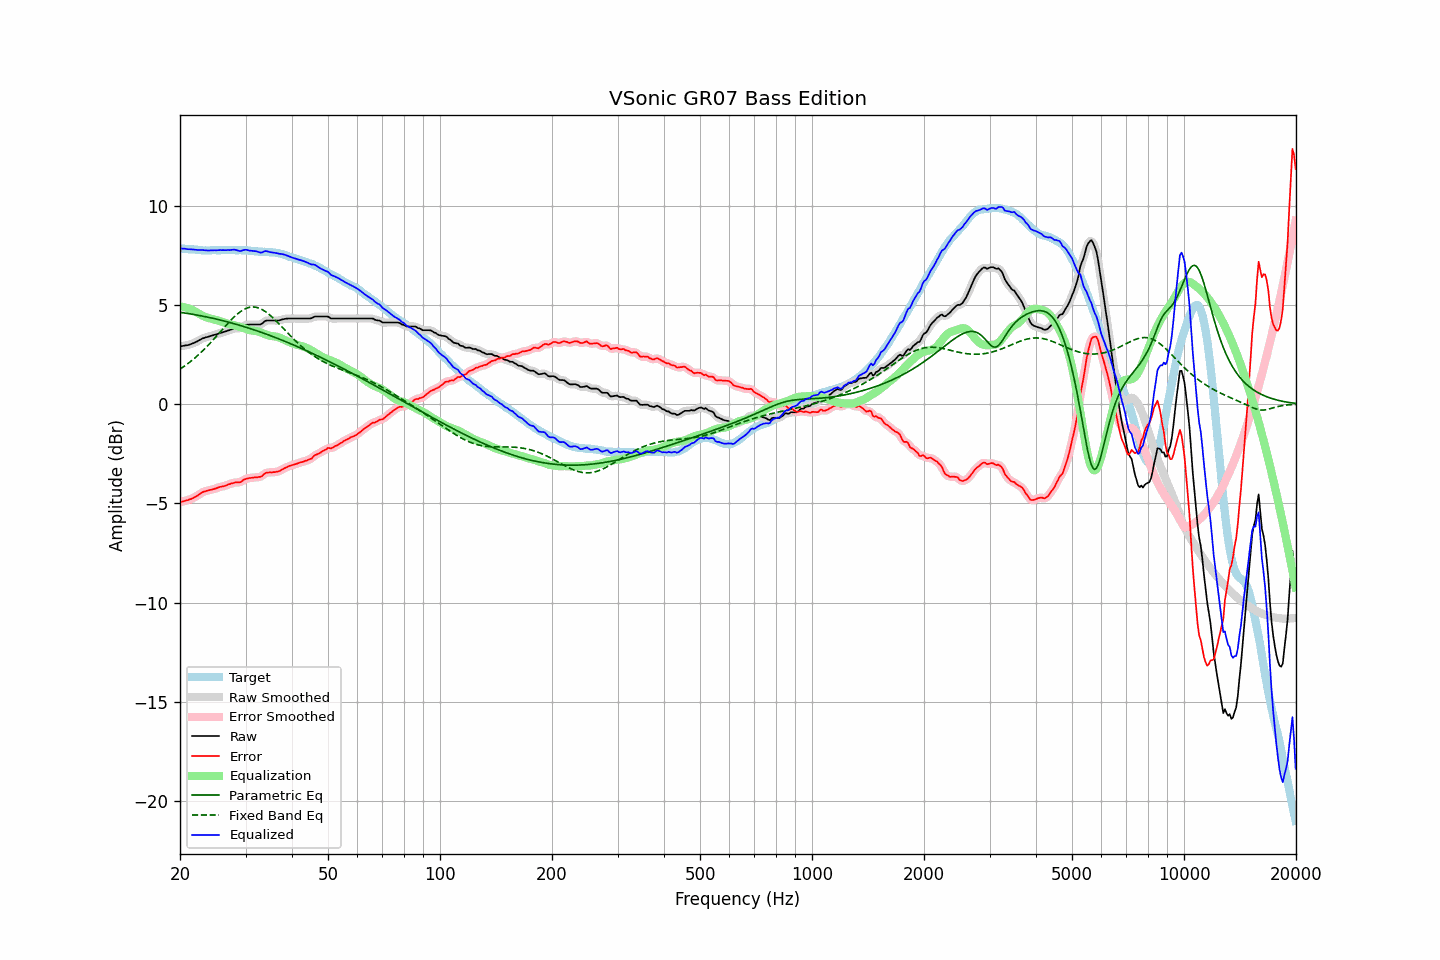 VSonic GR07 Bass Edition
Amplitude (dBr)
10
5
0
−5
−10
−15
−20
Target
Raw Smoothed
Error Smoothed
Raw
Error
Equalization
Parametric Eq
Fixed Band Eq
Equalized
20 50 100 200 500 1000 2000 5000 10000 20000
Frequency (Hz)